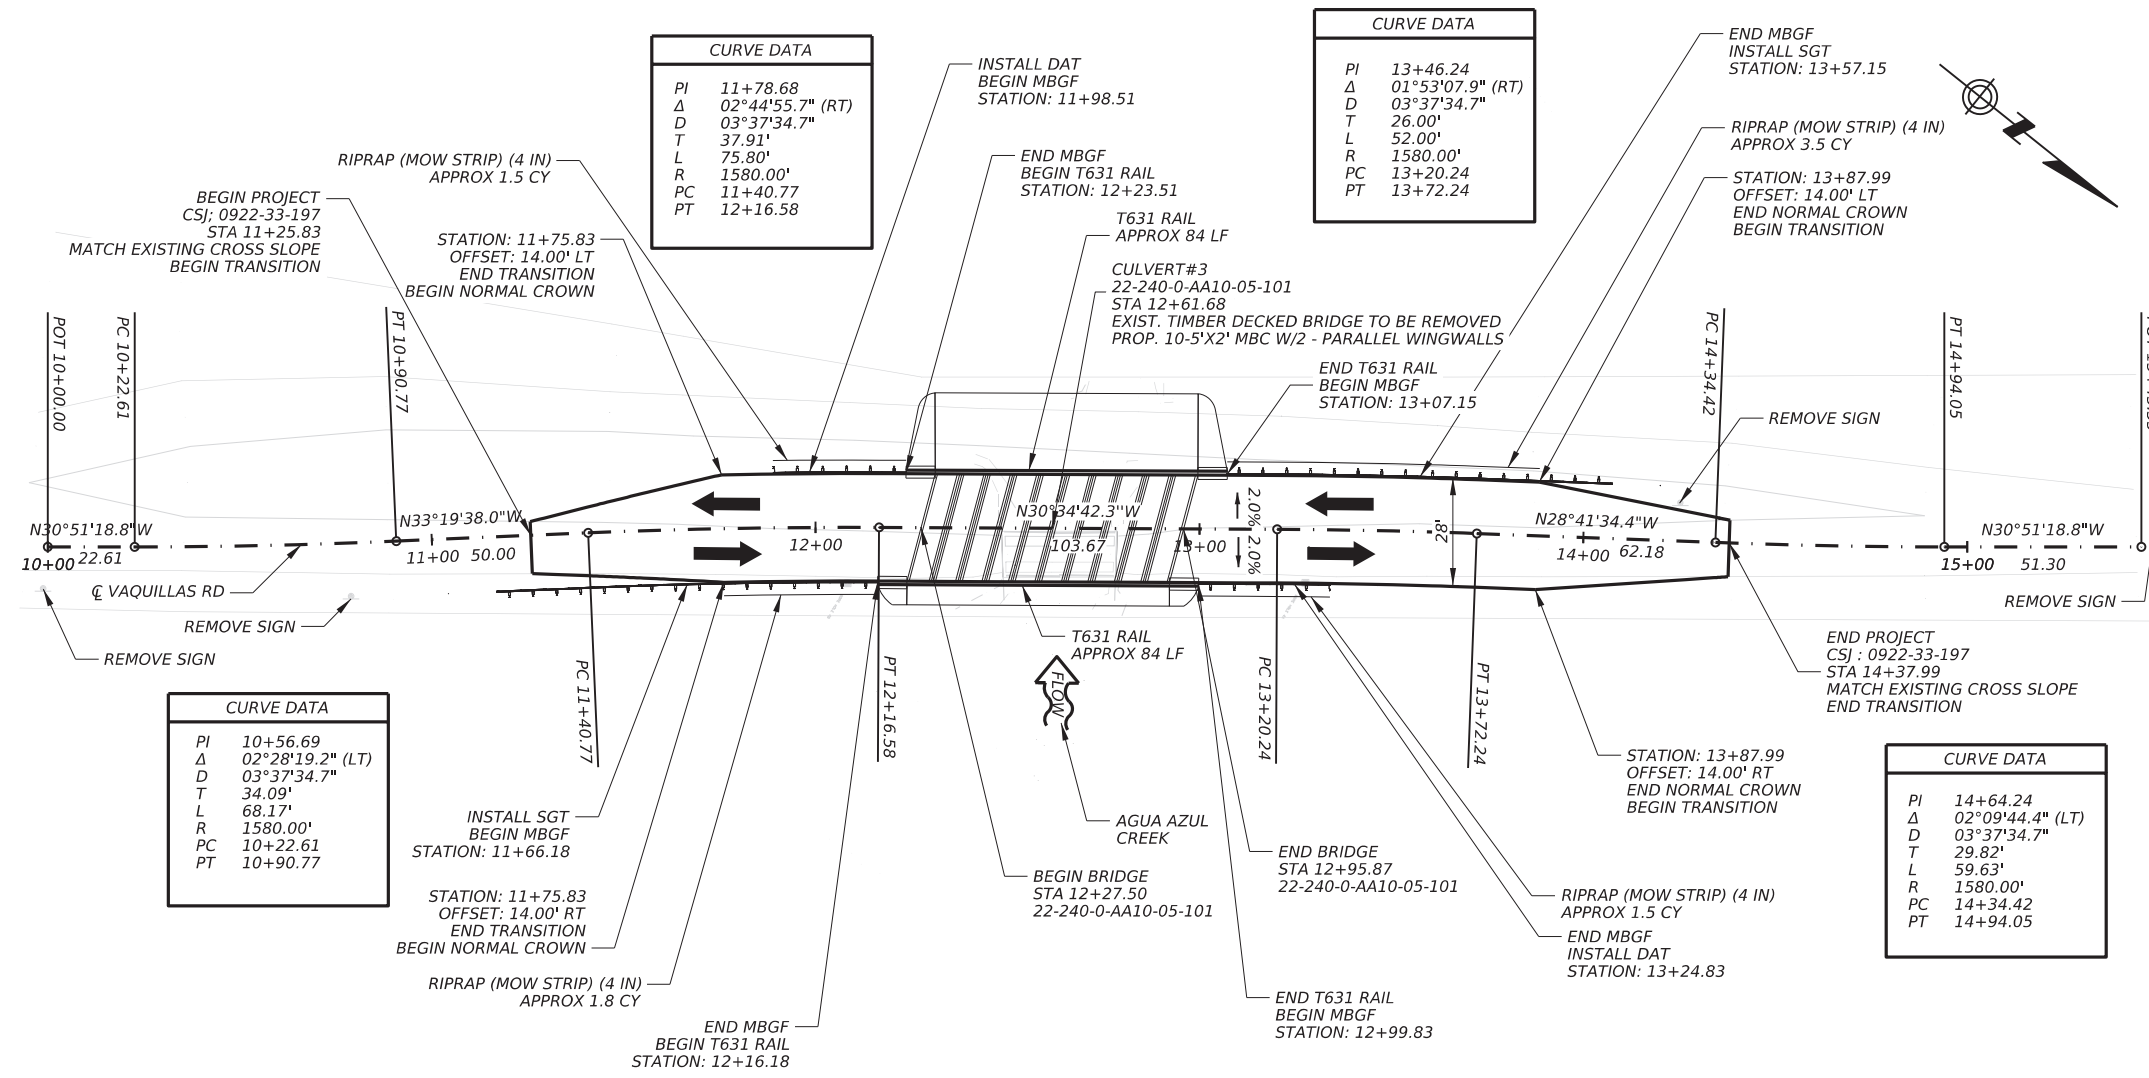 CURVE DATA
PI 11+78.68
Δ 02°44'55.7" (RT)
D 03°37'34.7"
T 37.91'
L 75.80'
R 1580.00'
PC 11+40.77
PT 12+16.58
CURVE DATA
PI 13+46.24
Δ 01°53'07.9" (RT)
D 03°37'34.7"
T 26.00'
L 52.00'
R 1580.00'
PC 13+20.24
PT 13+72.24
INSTALL DAT
BEGIN MBGF
STATION: 11+98.51
END MBGF
INSTALL SGT
STATION: 13+57.15
RIPRAP (MOW STRIP) (4 IN)
APPROX 3.5 CY
STATION: 13+87.99
OFFSET: 14.00' LT
END NORMAL CROWN
BEGIN TRANSITION
RIPRAP (MOW STRIP) (4 IN)
APPROX 1.5 CY
END MBGF
BEGIN T631 RAIL
STATION: 12+23.51
BEGIN PROJECT
CSJ; 0922-33-197
STA 11+25.83
MATCH EXISTING CROSS SLOPE
BEGIN TRANSITION
STATION: 11+75.83
OFFSET: 14.00' LT
END TRANSITION
BEGIN NORMAL CROWN
T631 RAIL
APPROX 84 LF
CULVERT#3
22-240-0-AA10-05-101
STA 12+61.68
EXIST. TIMBER DECKED BRIDGE TO BE REMOVED
PROP. 10-5'X2' MBC W/2 - PARALLEL WINGWALLS
END T631 RAIL
BEGIN MBGF
STATION: 13+07.15
REMOVE SIGN
POT 10+00.00
PC 10+22.61
PT 10+90.77
PC 14+34.42
PT 14+94.05
N30°51'18.8"W
10+00 22.61
N33°19'38.0"W
11+00 50.00
12+00
N30°34'42.3"W
103.67
13+00
2.0% 2.0%
28'
N28°41'34.4"W
14+00 62.18
N30°51'18.8"W
15+00 51.30
℄ VAQUILLAS RD
REMOVE SIGN
REMOVE SIGN
REMOVE SIGN
T631 RAIL
APPROX 84 LF
FLOW
AGUA AZUL
CREEK
PC 11+40.77
PT 12+16.58
PC 13+20.24
PT 13+72.24
END PROJECT
CSJ : 0922-33-197
STA 14+37.99
MATCH EXISTING CROSS SLOPE
END TRANSITION
CURVE DATA
PI 10+56.69
Δ 02°28'19.2" (LT)
D 03°37'34.7"
T 34.09'
L 68.17'
R 1580.00'
PC 10+22.61
PT 10+90.77
INSTALL SGT
BEGIN MBGF
STATION: 11+66.18
STATION: 11+75.83
OFFSET: 14.00' RT
END TRANSITION
BEGIN NORMAL CROWN
RIPRAP (MOW STRIP) (4 IN)
APPROX 1.8 CY
END MBGF
BEGIN T631 RAIL
STATION: 12+16.18
BEGIN BRIDGE
STA 12+27.50
22-240-0-AA10-05-101
END BRIDGE
STA 12+95.87
22-240-0-AA10-05-101
END T631 RAIL
BEGIN MBGF
STATION: 12+99.83
STATION: 13+87.99
OFFSET: 14.00' RT
END NORMAL CROWN
BEGIN TRANSITION
RIPRAP (MOW STRIP) (4 IN)
APPROX 1.5 CY
END MBGF
INSTALL DAT
STATION: 13+24.83
CURVE DATA
PI 14+64.24
Δ 02°09'44.4" (LT)
D 03°37'34.7"
T 29.82'
L 59.63'
R 1580.00'
PC 14+34.42
PT 14+94.05